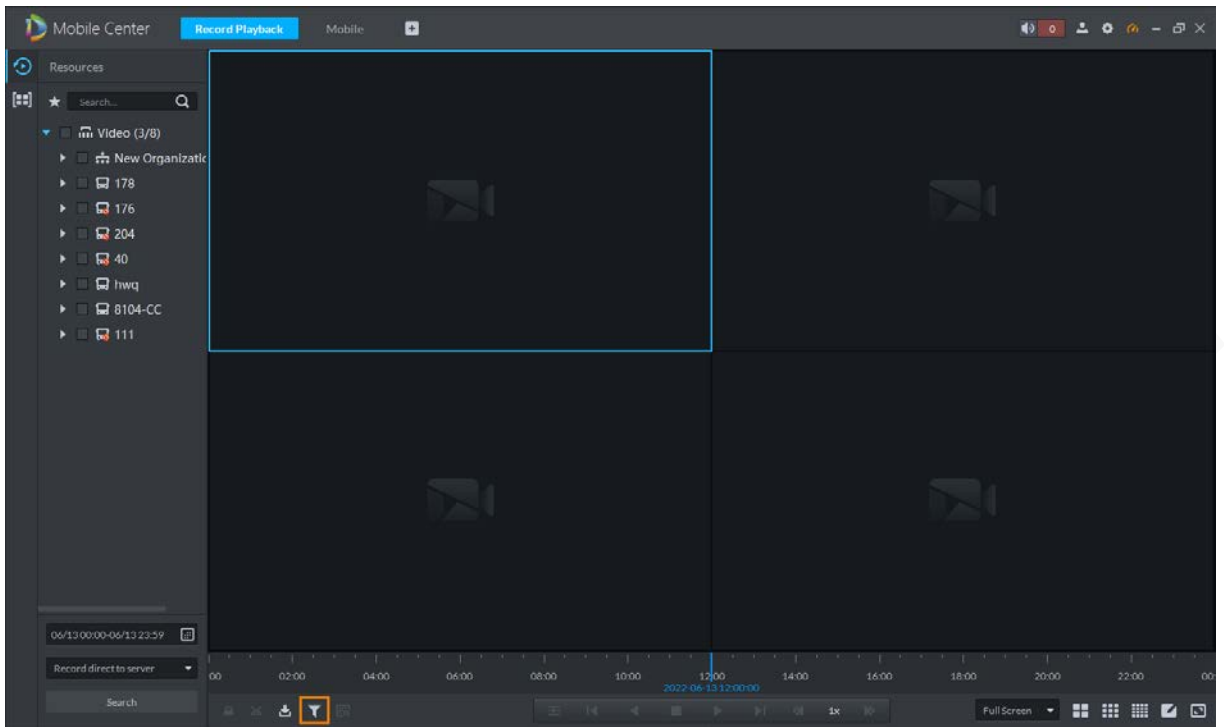 Mobile Center
Record Playback
Mobile
0
Resources
Search...
Video (3/8)
New Organizatic
178
176
204
40
hwq
8104-CC
111
06/13 00:00-06/13 23:59
Record direct to server
Search
00 02:00 04:00 06:00 08:00 10:00 12:00 14:00 16:00 18:00 20:00 22:00 00:
2022-06-13 12:00:00
1x
Full Screen